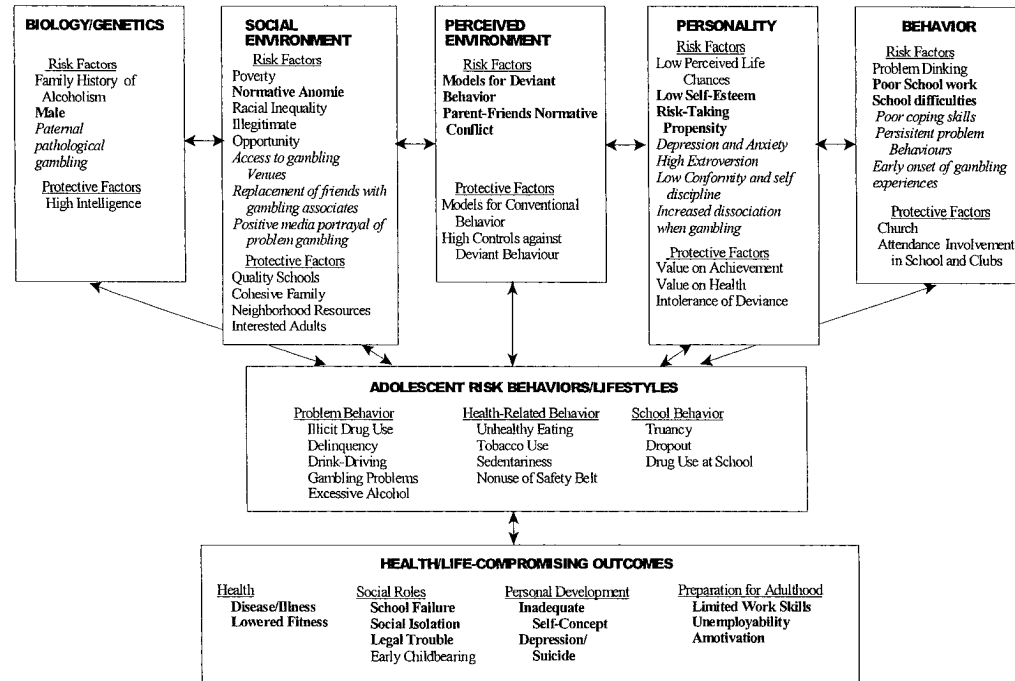 BIOLOGY/GENETICS
Risk Factors
Family History of
Alcoholism
Male
Paternal
pathological
gambling
Protective Factors
High Intelligence
SOCIAL
ENVIRONMENT
Risk Factors
Poverty
Normative Anomie
Racial Inequality
Illegitimate
Opportunity
Access to gambling
Venues
Replacement of friends with
gambling associates
Positive media portrayal of
problem gambling
Protective Factors
Quality Schools
Cohesive Family
Neighborhood Resources
Interested Adults
PERCEIVED
ENVIRONMENT
Risk Factors
Models for Deviant
Behavior
Parent-Friends Normative
Conflict
Protective Factors
Models for Conventional
Behavior
High Controls against
Deviant Behaviour
PERSONALITY
Risk Factors
Low Perceived Life
Chances
Low Self-Esteem
Risk-Taking
Propensity
Depression and Anxiety
High Extroversion
Low Conformity and self
discipline
Increased dissociation
when gambling
Protective Factors
Value on Achievement
Value on Health
Intolerance of Deviance
BEHAVIOR
Risk Factors
Problem Dinking
Poor School work
School difficulties
Poor coping skills
Persisitent problem
Behaviours
Early onset of gambling
experiences
Protective Factors
Church
Attendance Involvement
in School and Clubs
ADOLESCENT RISK BEHAVIORS/LIFESTYLES
Problem Behavior
Illicit Drug Use
Delinquency
Drink-Driving
Gambling Problems
Excessive Alcohol
Health-Related Behavior
Unhealthy Eating
Tobacco Use
Sedentariness
Nonuse of Safety Belt
School Behavior
Truancy
Dropout
Drug Use at School
HEALTH/LIFE-COMPROMISING OUTCOMES
Health
Disease/Illness
Lowered Fitness
Social Roles
School Failure
Social Isolation
Legal Trouble
Early Childbearing
Personal Development
Inadequate
Self-Concept
Depression/
Suicide
Preparation for Adulthood
Limited Work Skills
Unemployability
Amotivation